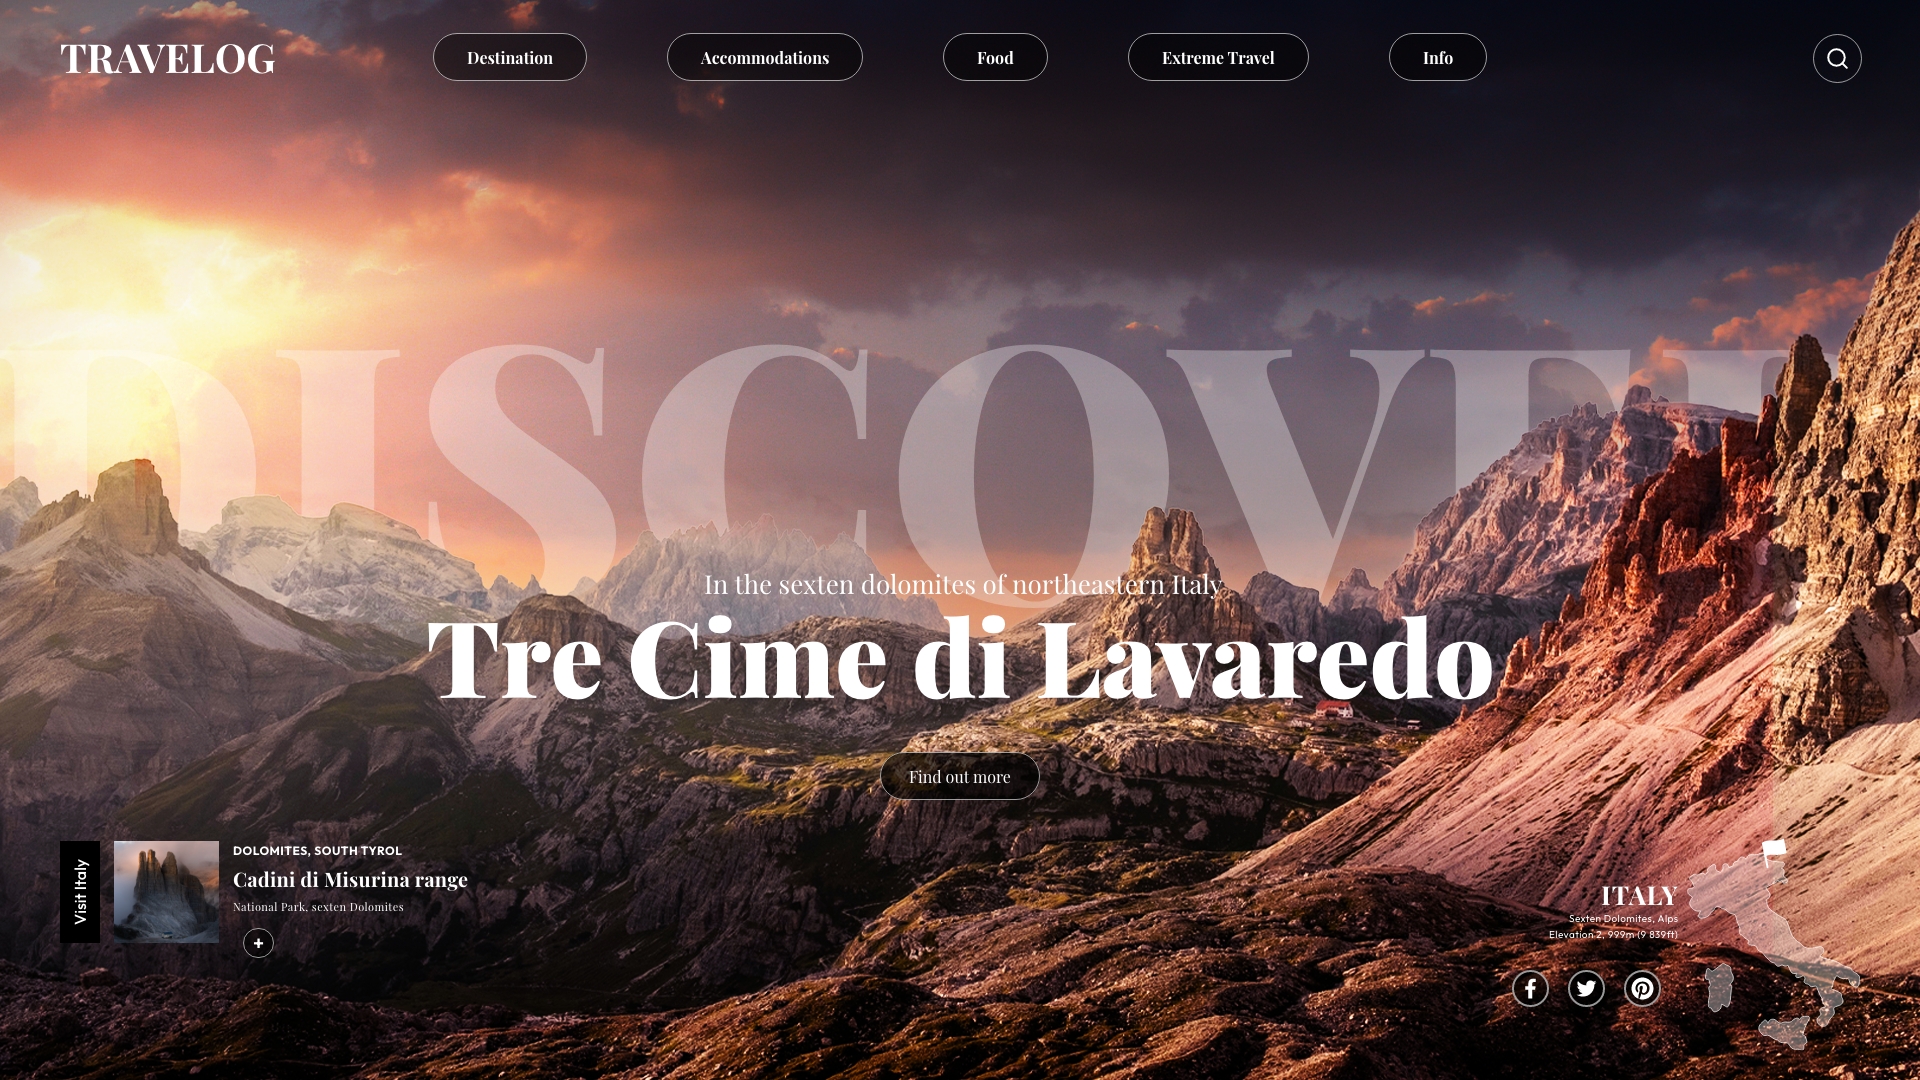 TRAVELOG
Destination
Accommodations
Food
Extreme Travel
Info
DISCOVER
In the sexten dolomites of northeastern Italy
Tre Cime di Lavaredo
Find out more
Visit Italy
DOLOMITES, SOUTH TYROL
Cadini di Misurina range
National Park, sexten Dolomites
ITALY
Sexten Dolomites, Alps
Elevation 2, 999m (9 839ft)